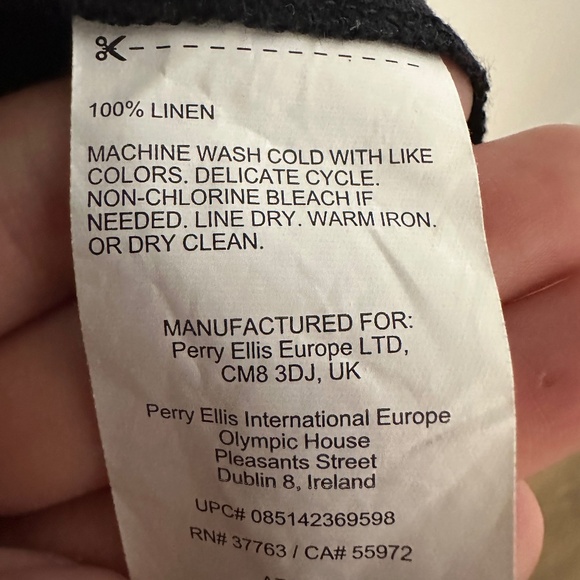 100% LINEN
MACHINE WASH COLD WITH LIKE
COLORS. DELICATE CYCLE.
NON-CHLORINE BLEACH IF
NEEDED. LINE DRY. WARM IRON.
OR DRY CLEAN.
MANUFACTURED FOR:
Perry Ellis Europe LTD,
CM8 3DJ, UK
Perry Ellis International Europe
Olympic House
Pleasants Street
Dublin 8, Ireland
UPC# 085142369598
RN# 37763 / CA# 55972